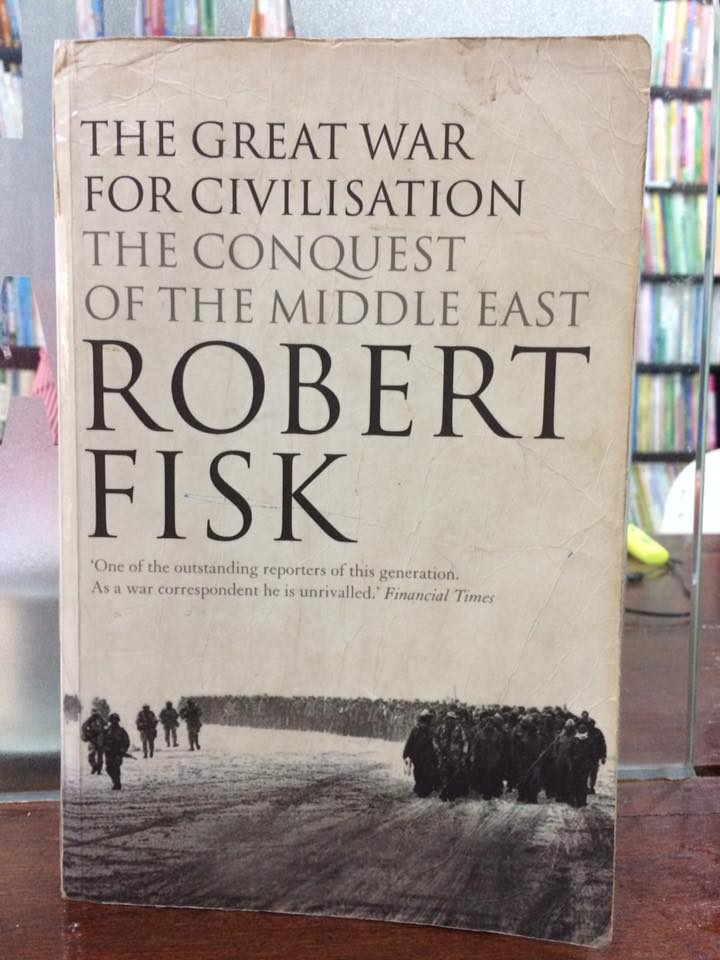 THE GREAT WAR
FOR CIVILISATION
THE CONQUEST
OF THE MIDDLE EAST
ROBERT
FISK
‘One of the outstanding reporters of this generation.
As a war correspondent he is unrivalled.’ Financial Times